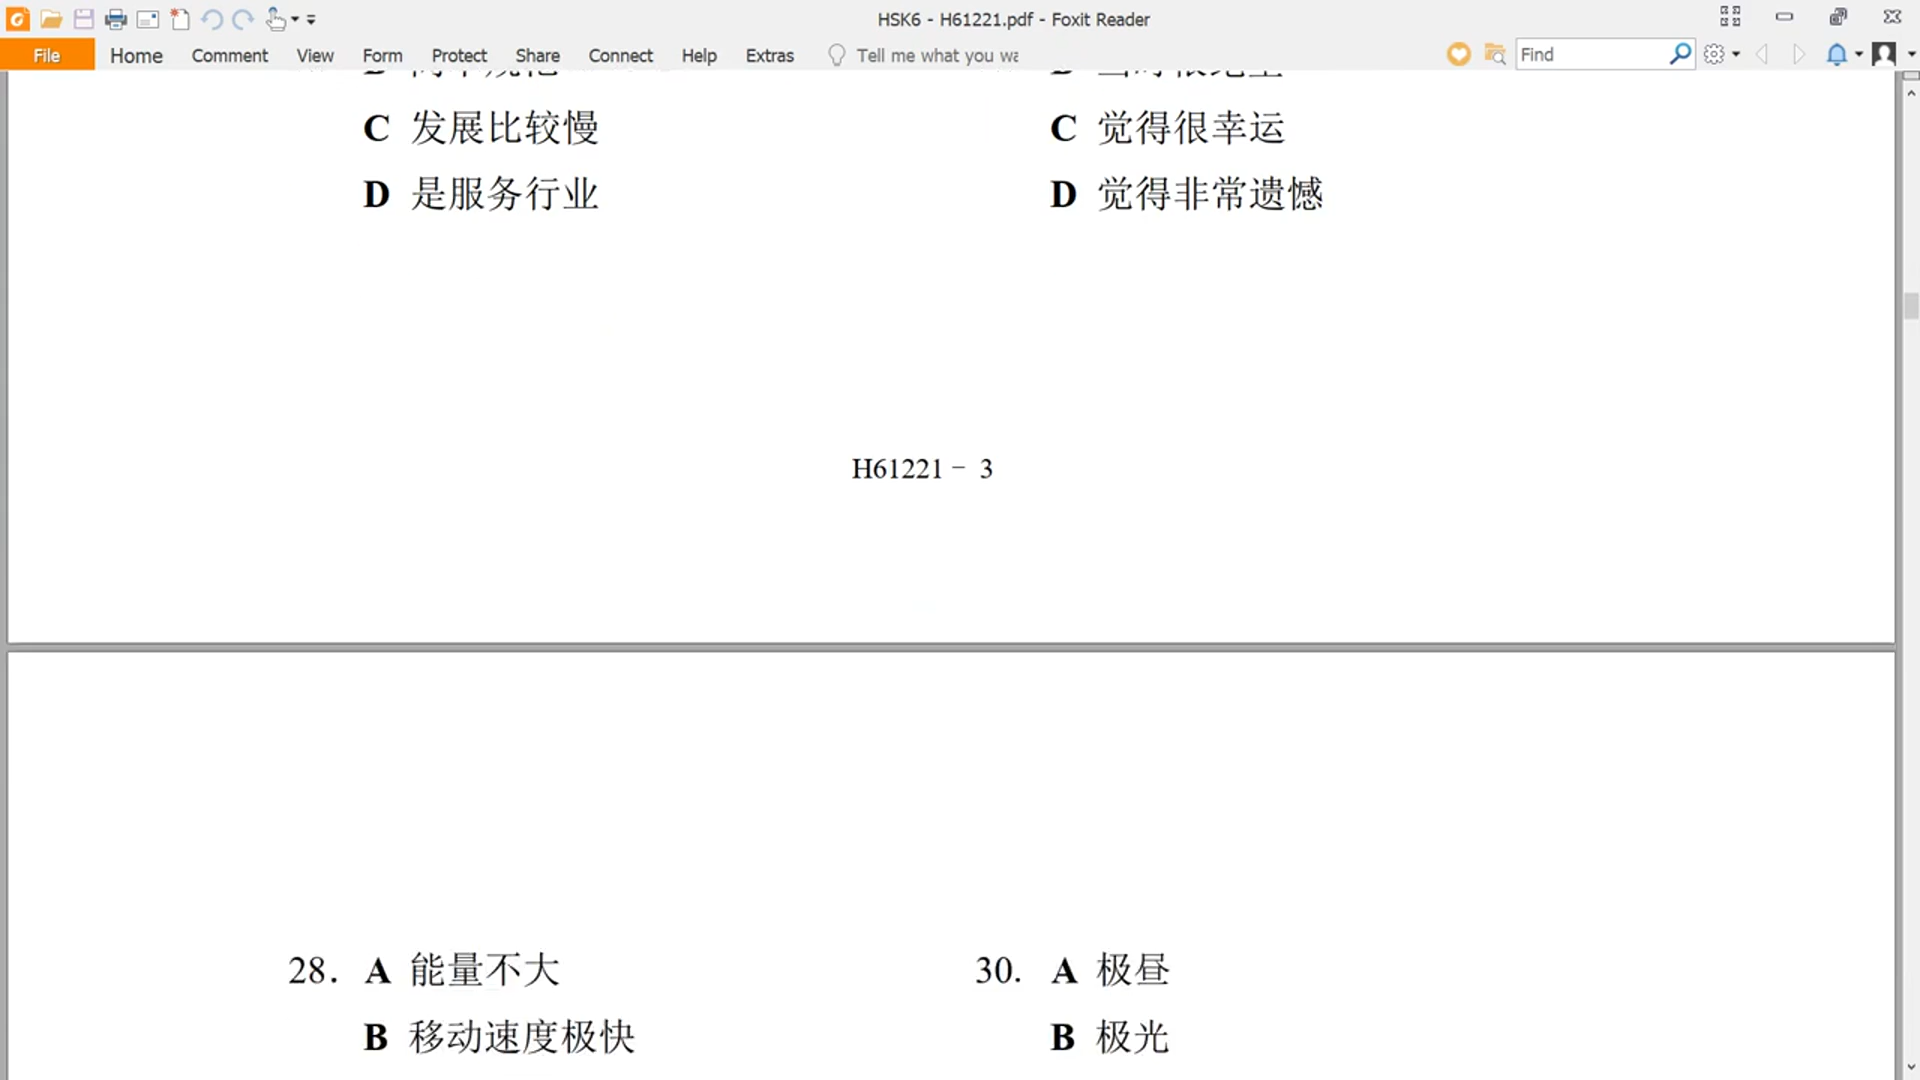 HSK6 - H61221.pdf - Foxit Reader
File Home Comment View Form Protect Share Connect Help Extras Tell me what you wa Find
C 发展比较慢
D 是服务行业
C 觉得很幸运
D 觉得非常遗憾
H61221 － 3
28. A 能量不大
B 移动速度极快
30. A 极昼
B 极光